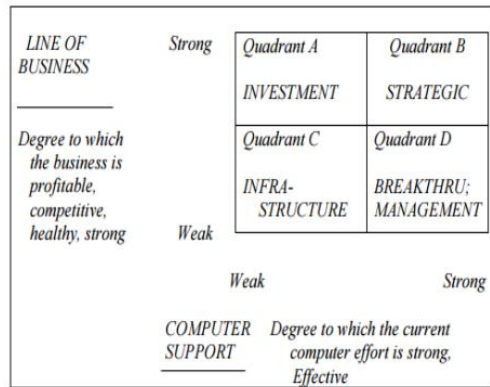 LINE OF BUSINESS
Strong
Quadrant A
Quadrant B
INVESTMENT
STRATEGIC
Degree to which
the business is
profitable,
competitive,
healthy, strong
Quadrant C
Quadrant D
INFRA-
STRUCTURE
BREAKTHRU;
MANAGEMENT
Weak
Weak
Strong
COMPUTER
SUPPORT
Degree to which the current
computer effort is strong,
Effective